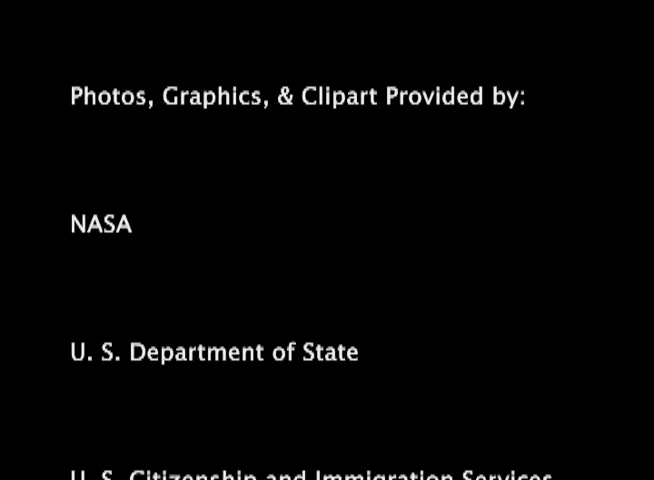 Photos, Graphics, & Clipart Provided by:
NASA
U. S. Department of State
U. S. Citizenship and Immigration Services